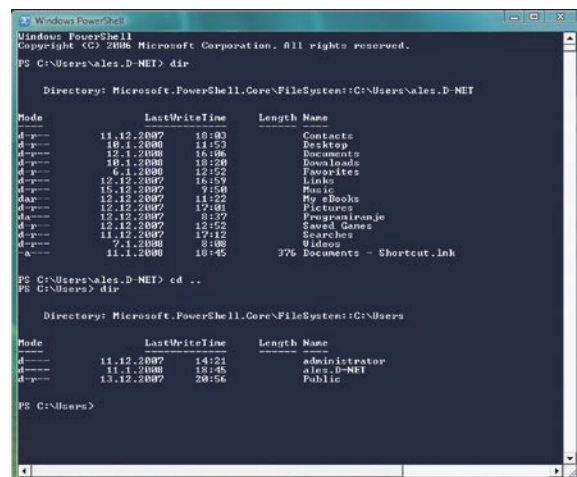 Windows PowerShell
Windows PowerShell
Copyright (C) 2006 Microsoft Corporation. All rights reserved.
PS C:\Users\ales.D-NET> dir
Directory: Microsoft.PowerShell.Core\FileSystem::C:\Users\ales.D-NET
Mode LastWriteTime Length Name
---- ------------- ------ ----
d-r-- 11.12.2007 18:03 Contacts
d-r-- 10.1.2008 11:53 Desktop
d-r-- 12.1.2008 16:06 Documents
d-r-- 10.1.2008 18:20 Downloads
d-r-- 6.1.2008 12:52 Favorites
d-r-- 12.12.2007 16:59 Links
d-r-- 15.12.2007 9:50 Music
dar-- 12.12.2007 11:22 My eBooks
d-r-- 12.12.2007 17:01 Pictures
da--- 12.12.2007 8:37 Programiranje
d-r-- 12.12.2007 12:52 Saved Games
d-r-- 11.12.2007 17:12 Searches
d-r-- 7.1.2008 8:08 Videos
-a--- 11.1.2008 18:45 376 Documents - Shortcut.lnk
PS C:\Users\ales.D-NET> cd ..
PS C:\Users> dir
Directory: Microsoft.PowerShell.Core\FileSystem::C:\Users
Mode LastWriteTime Length Name
---- ------------- ------ ----
d---- 11.12.2007 14:21 administrator
d---- 11.1.2008 18:45 ales.D-NET
d-r-- 13.12.2007 20:56 Public
PS C:\Users>